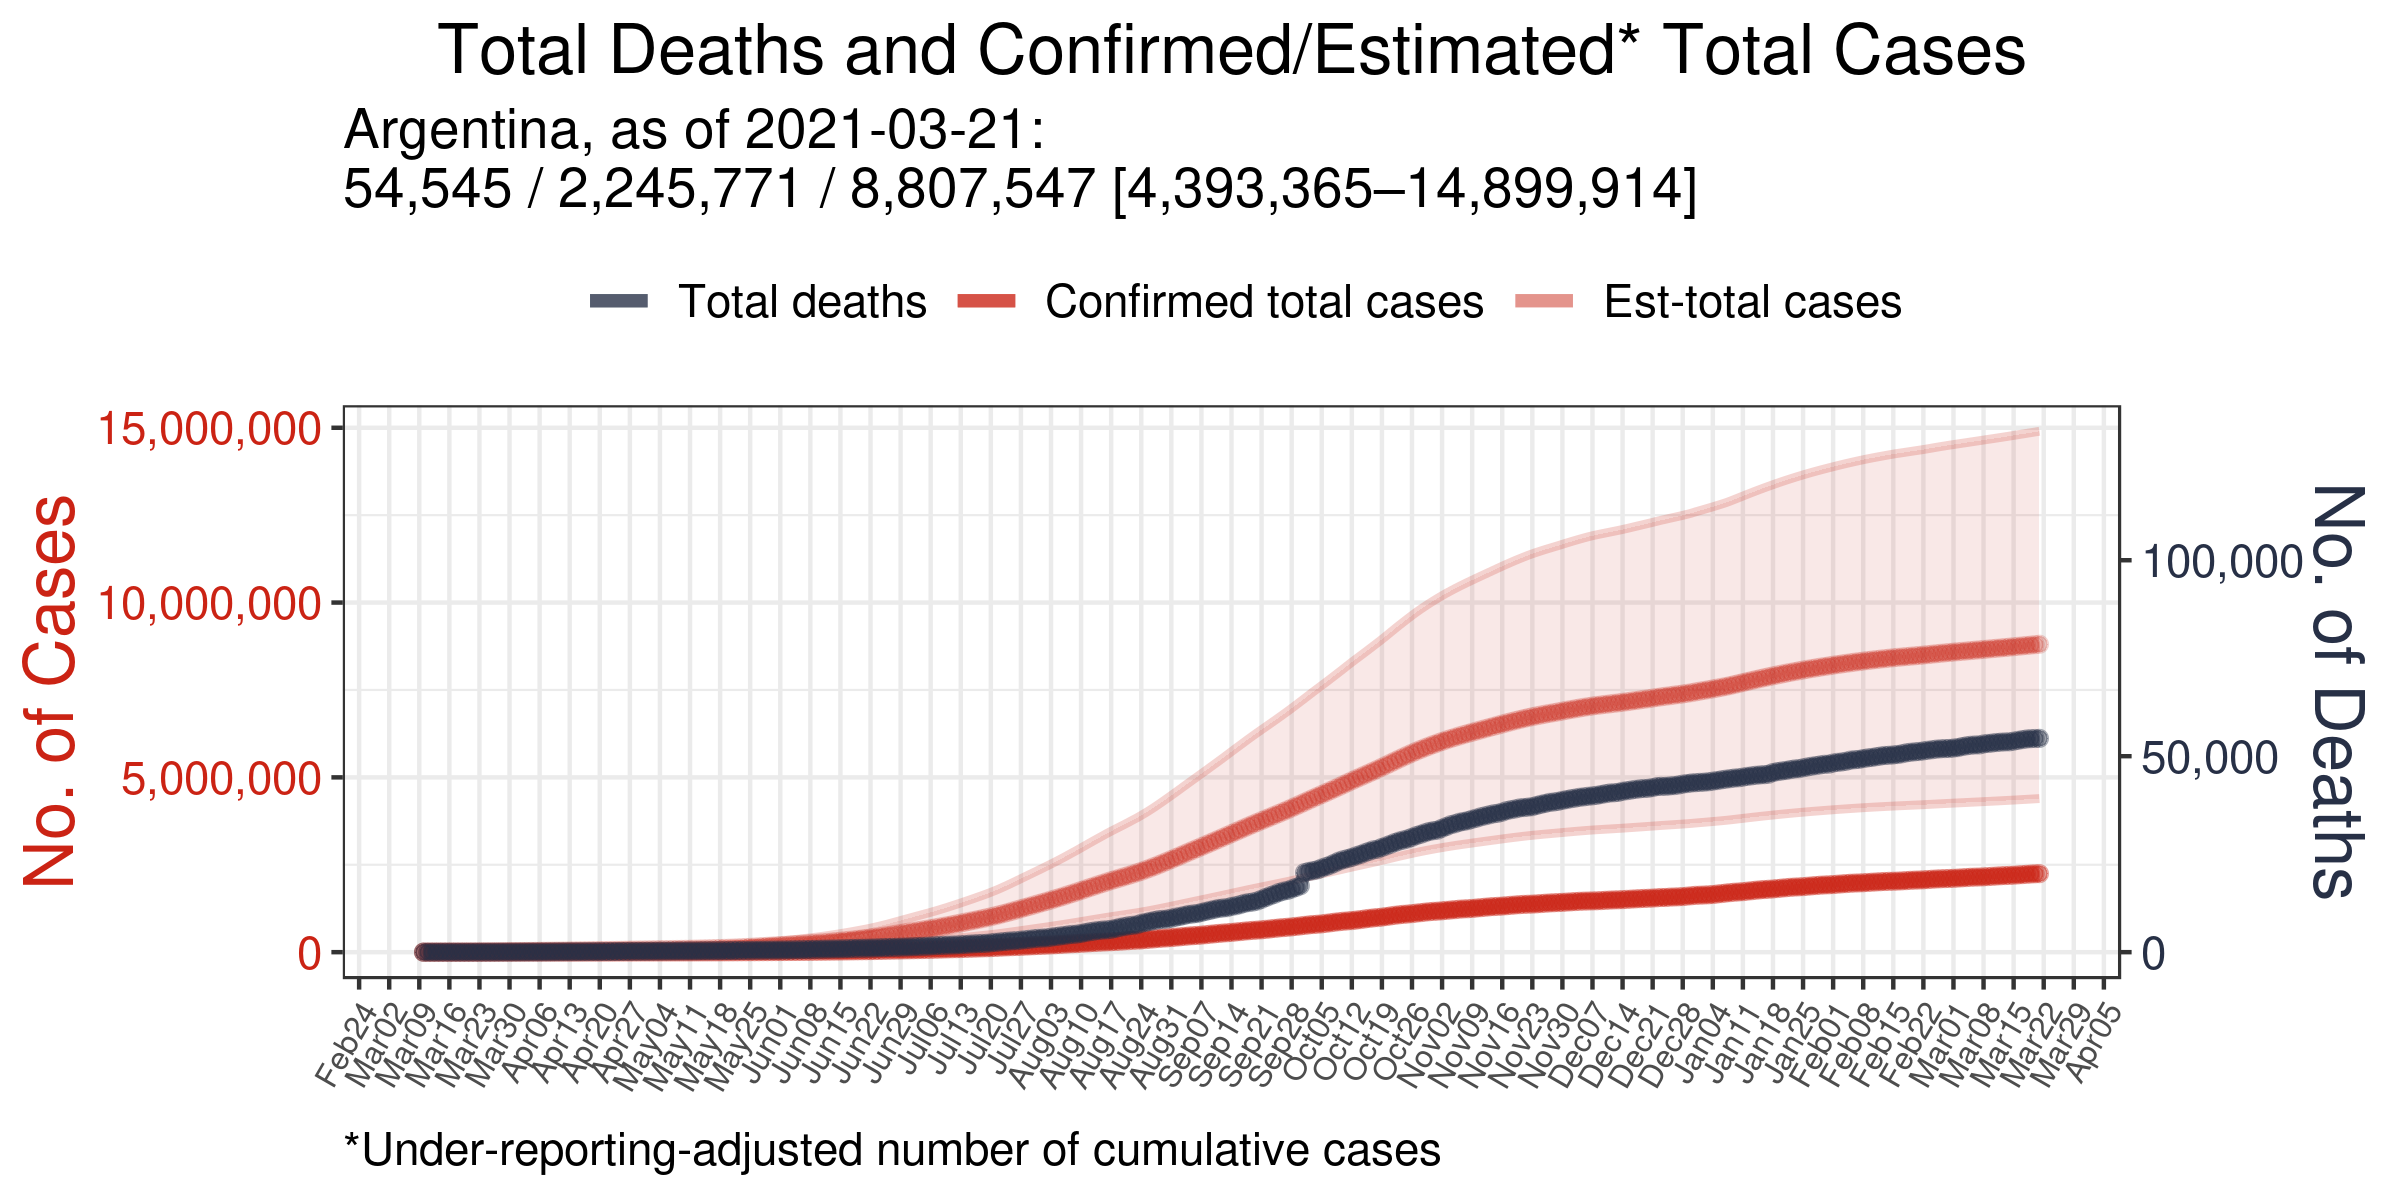 Total Deaths and Confirmed/Estimated* Total Cases
Argentina, as of 2021-03-21:
54,545 / 2,245,771 / 8,807,547 [4,393,365–14,899,914]
Total deaths
Confirmed total cases
Est-total cases
No. of Cases
15,000,000
10,000,000
5,000,000
0
No. of Deaths
100,000
50,000
0
Feb24
Mar02
Mar09
Mar16
Mar23
Mar30
Apr06
Apr13
Apr20
Apr27
May04
May11
May18
May25
Jun01
Jun08
Jun15
Jun22
Jun29
Jul06
Jul13
Jul20
Jul27
Aug03
Aug10
Aug17
Aug24
Aug31
Sep07
Sep14
Sep21
Sep28
Oct05
Oct12
Oct19
Oct26
Nov02
Nov09
Nov16
Nov23
Nov30
Dec07
Dec14
Dec21
Dec28
Jan04
Jan11
Jan18
Jan25
Feb01
Feb08
Feb15
Feb22
Mar01
Mar08
Mar15
Mar22
Mar29
Apr05
*Under-reporting-adjusted number of cumulative cases